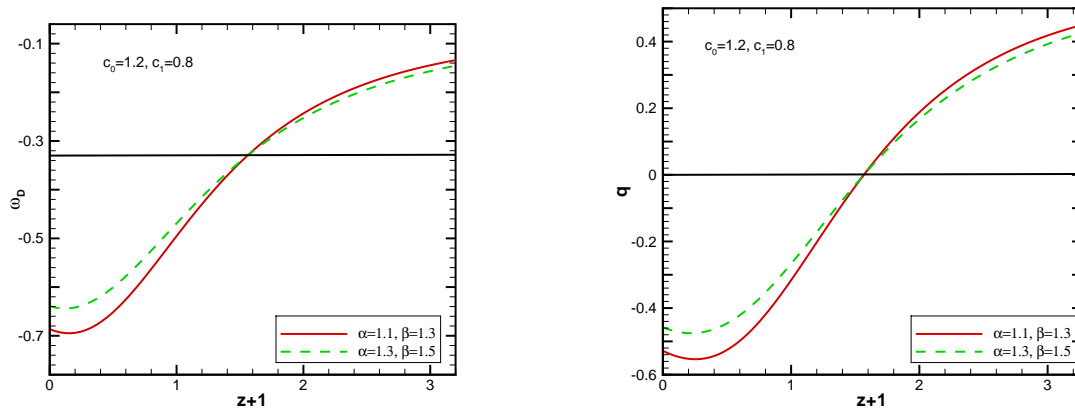 -0.1
-0.3
-0.5
-0.7
ω_D
c₀=1.2, c₁=0.8
α=1.1, β=1.3
α=1.3, β=1.5
0 1 2 3
z+1
0.4
0.2
0
-0.2
-0.4
-0.6
q
c₀=1.2, c₁=0.8
α=1.1, β=1.3
α=1.3, β=1.5
0 1 2 3
z+1